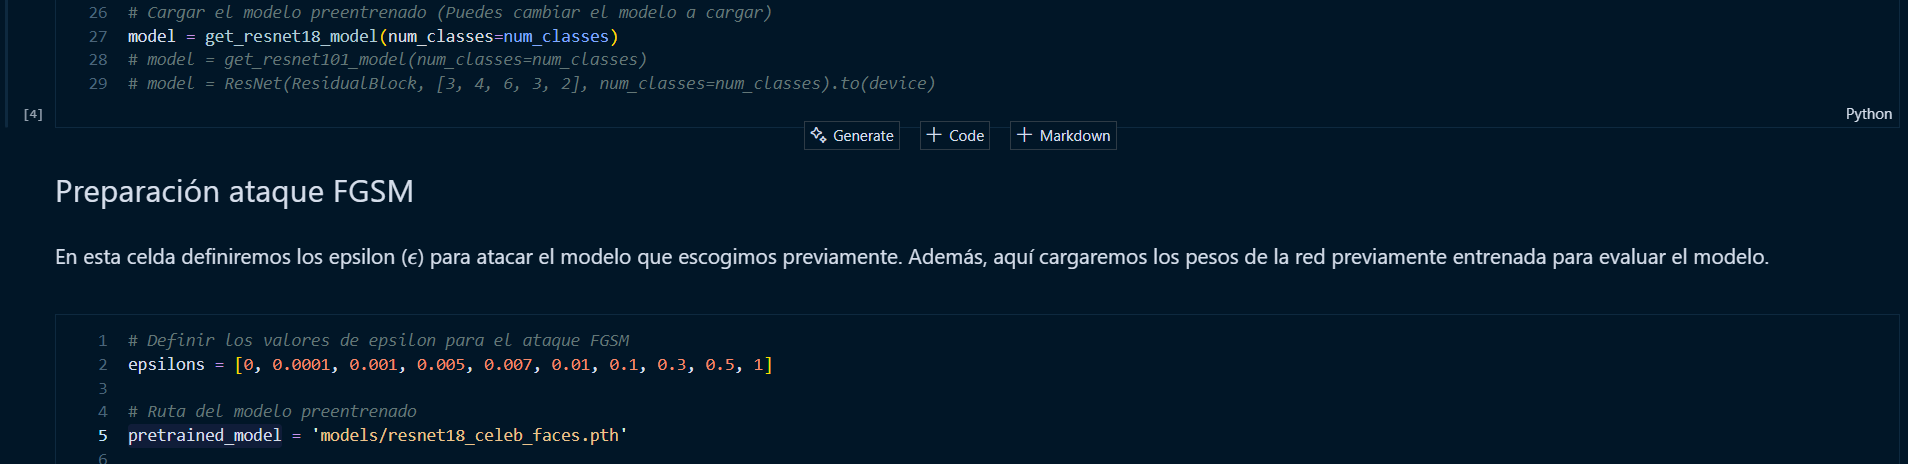 26 # Cargar el modelo preentrenado (Puedes cambiar el modelo a cargar)
27 model = get_resnet18_model(num_classes=num_classes)
28 # model = get_resnet101_model(num_classes=num_classes)
29 # model = ResNet(ResidualBlock, [3, 4, 6, 3, 2], num_classes=num_classes).to(device)
[4]
Python
Generate + Code + Markdown
Preparación ataque FGSM
En esta celda definiremos los epsilon (ϵ) para atacar el modelo que escogimos previamente. Además, aquí cargaremos los pesos de la red previamente entrenada para evaluar el modelo.
1 # Definir los valores de epsilon para el ataque FGSM
2 epsilons = [0, 0.0001, 0.001, 0.005, 0.007, 0.01, 0.1, 0.3, 0.5, 1]
3
4 # Ruta del modelo preentrenado
5 pretrained_model = 'models/resnet18_celeb_faces.pth'
6